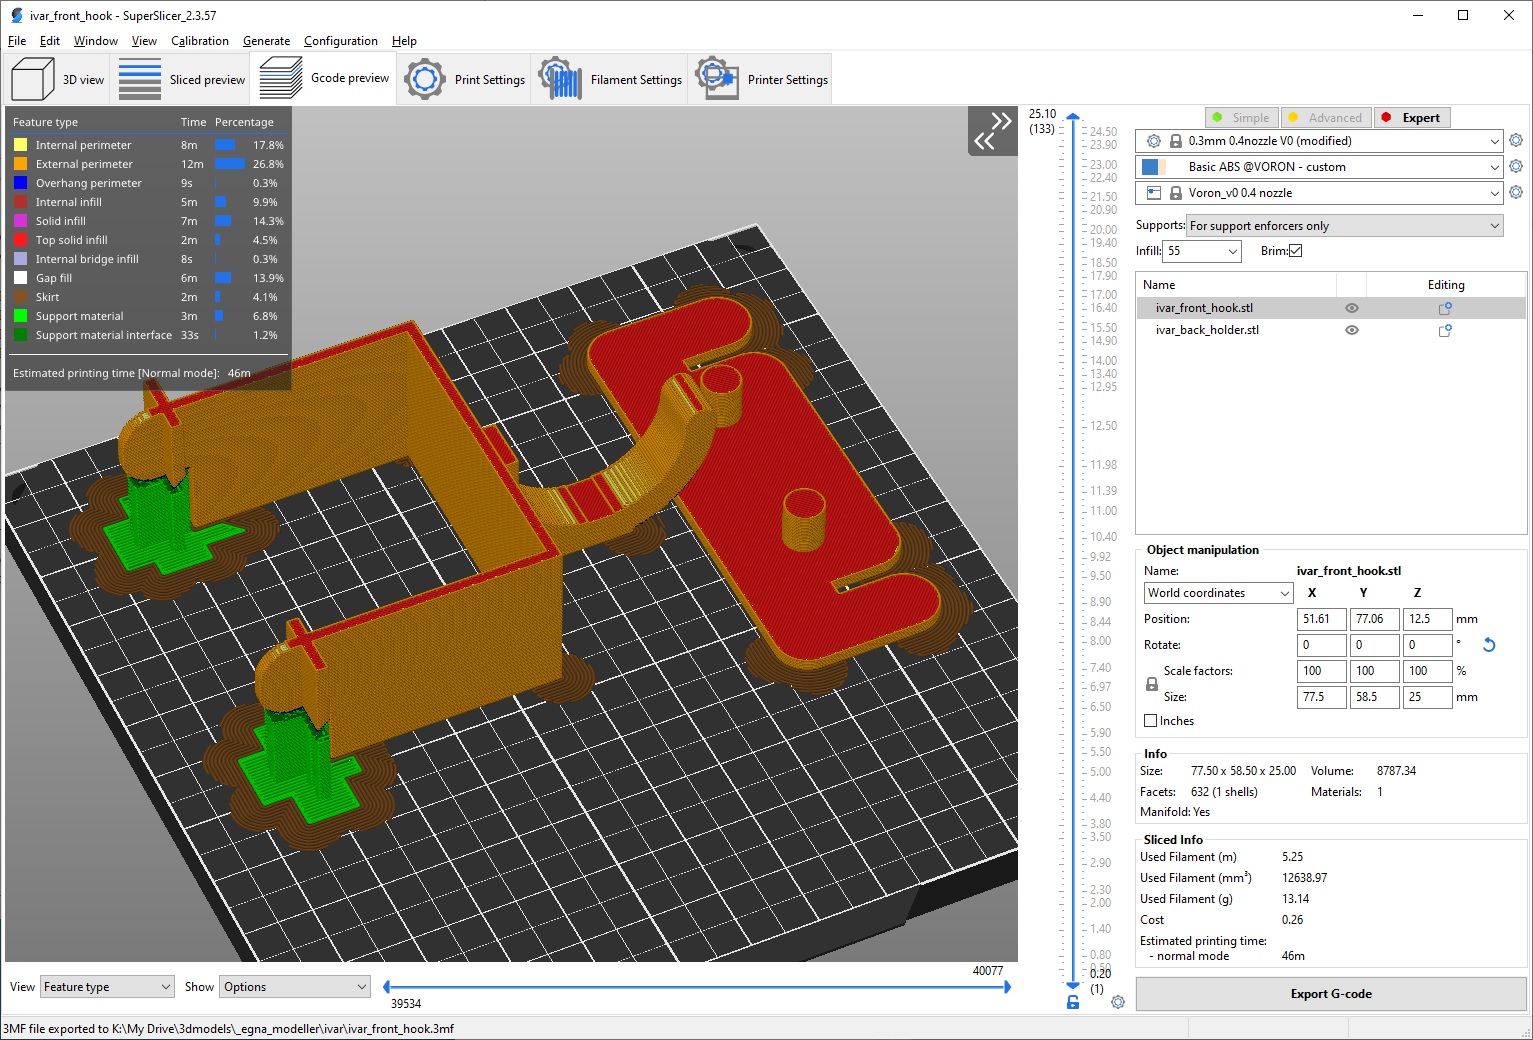 ivar_front_hook - SuperSlicer_2.3.57
File Edit Window View Calibration Generate Configuration Help
3D view Sliced preview Gcode preview Print Settings Filament Settings Printer Settings
Feature type Time Percentage
Internal perimeter 8m 17.8%
External perimeter 12m 26.8%
Overhang perimeter 9s 0.3%
Internal infill 5m 9.9%
Solid infill 7m 14.3%
Top solid infill 2m 4.5%
Internal bridge infill 8s 0.3%
Gap fill 6m 13.9%
Skirt 2m 4.1%
Support material 3m 6.8%
Support material interface 33s 1.2%
Estimated printing time [Normal mode]: 46m
25.10
(133)
24.50
23.90
23.00
22.40
21.50
20.90
20.00
19.40
18.50
17.90
17.00
16.40
15.50
14.90
14.00
13.40
12.95
12.50
11.98
11.39
11.00
10.40
9.92
9.50
8.90
8.44
8.00
7.40
6.97
6.50
5.90
5.50
5.00
4.40
3.80
3.50
2.90
2.30
2.00
1.40
0.80
0.50
0.20
(1)
Simple Advanced Expert
0.3mm 0.4nozzle V0 (modified)
Basic ABS @VORON - custom
Voron_v0 0.4 nozzle
Supports: For support enforcers only
Infill: 55 Brim:
Name Editing
ivar_front_hook.stl
ivar_back_holder.stl
Object manipulation
Name: ivar_front_hook.stl
World coordinates X Y Z
Position: 51.61 77.06 12.5 mm
Rotate: 0 0 0 °
Scale factors: 100 100 100 %
Size: 77.5 58.5 25 mm
Inches
Info
Size: 77.50 x 58.50 x 25.00 Volume: 8787.34
Facets: 632 (1 shells) Materials: 1
Manifold: Yes
Sliced Info
Used Filament (m) 5.25
Used Filament (mm³) 12638.97
Used Filament (g) 13.14
Cost 0.26
Estimated printing time:
- normal mode 46m
Export G-code
View Feature type Show Options
40077
39534
3MF file exported to K:\My Drive\3dmodels\_egna_modeller\ivar\ivar_front_hook.3mf